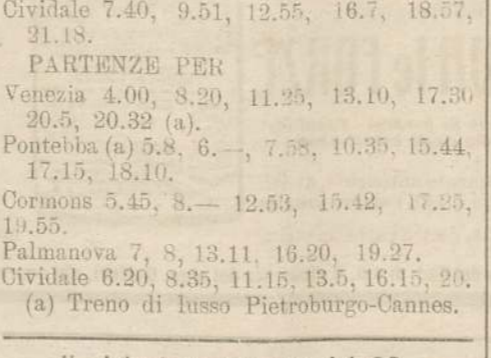 Cividale 7.40, 9.51, 12.55, 16.7, 18.57,
21.18.
PARTENZE PER
Venezia 4.00, 8.20, 11.25, 13.10, 17.30
20.5, 20.32 (a).
Pontebba (a) 5.8, 6.—, 7.58, 10.35, 15.44,
17.15, 18.10.
Cormons 5.45, 8.— 12.53, 15.42, 17.25,
19.55.
Palmanova 7, 8, 13.11, 16.20, 19.27.
Cividale 6.20, 8.35, 11.15, 13.5, 16.15, 20.
(a) Treno di lusso Pietroburgo-Cannes.